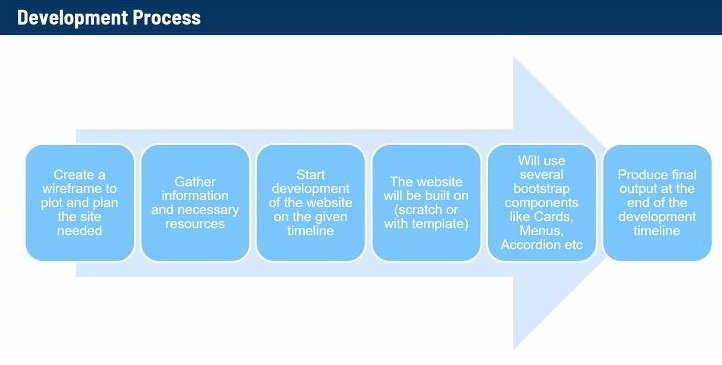 Development Process
Create a
wireframe to
plot and plan
the site
needed
Gather
information
and necessary
resources
Start
development
of the website
on the given
timeline
The website
will be built on
(scratch or
with template)
Will use
several
bootstrap
components
like Cards,
Menus,
Accordion etc
Produce final
output at the
end of the
development
timeline